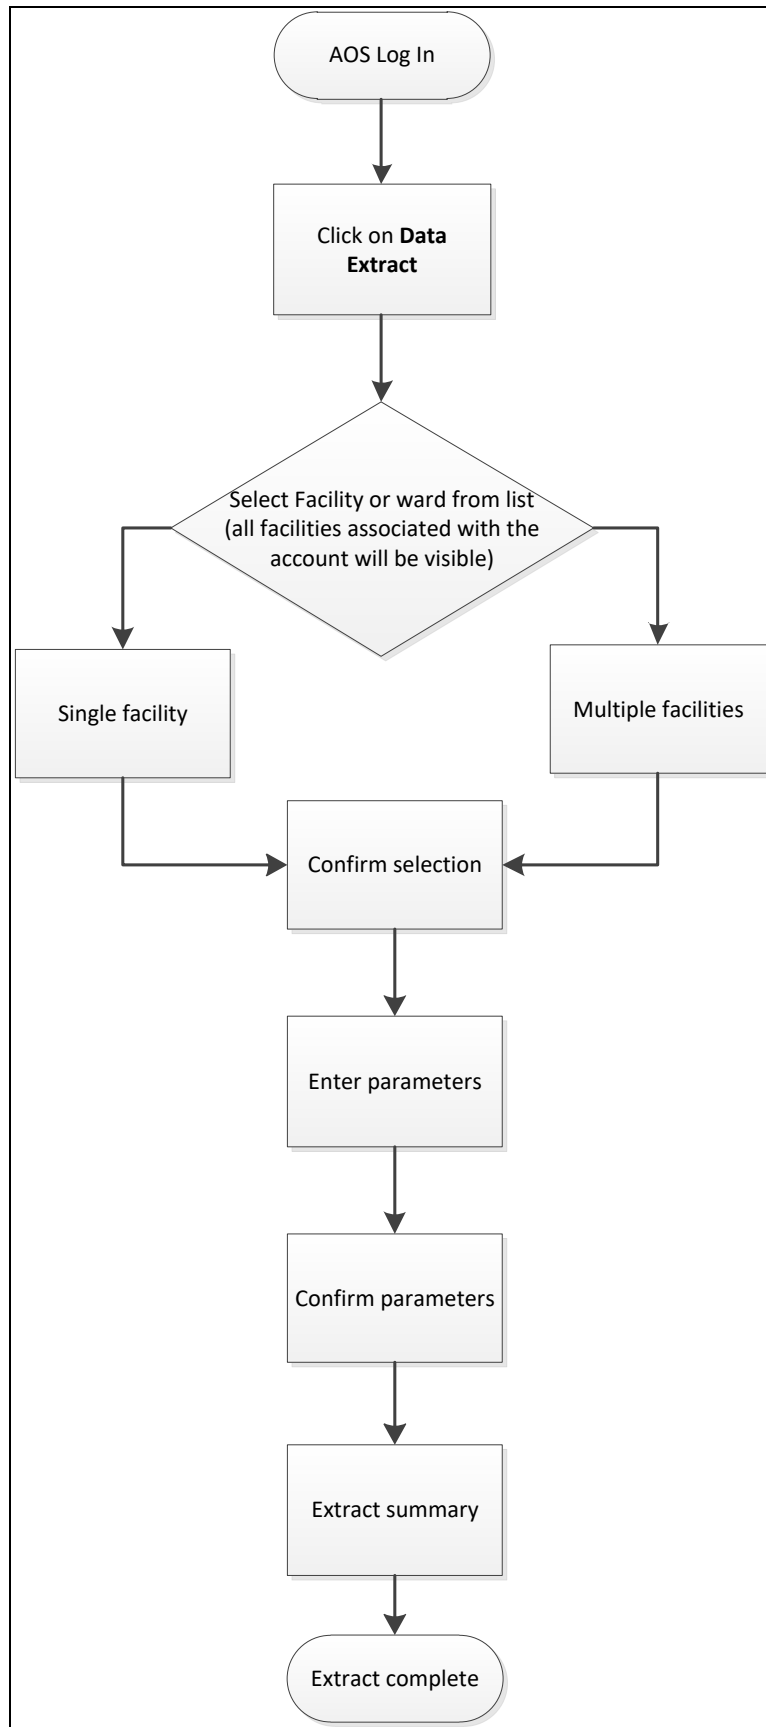 AOS Log In
Click on Data
Extract
Select Facility or ward from list
(all facilities associated with the
account will be visible)
Single facility
Multiple facilities
Confirm selection
Enter parameters
Confirm parameters
Extract summary
Extract complete